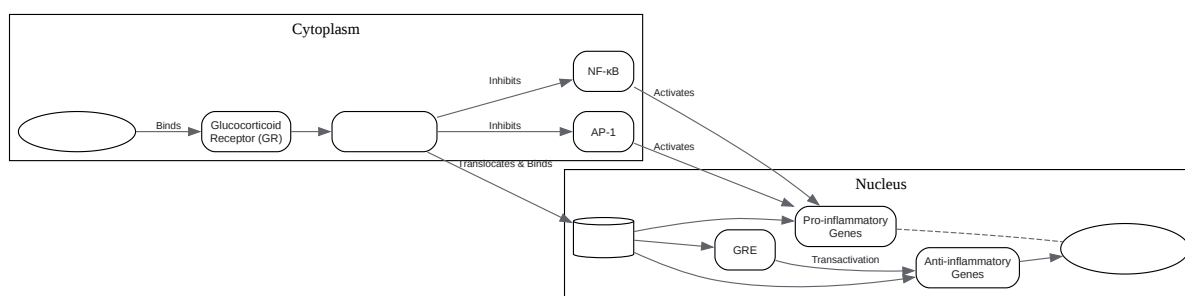 Cytoplasm
NF-κB
Inhibits
Activates
Binds
Glucocorticoid
Receptor (GR)
Inhibits
AP-1
Activates
Translocates & Binds
Nucleus
Pro-inflammatory
Genes
GRE
Transactivation
Anti-inflammatory
Genes